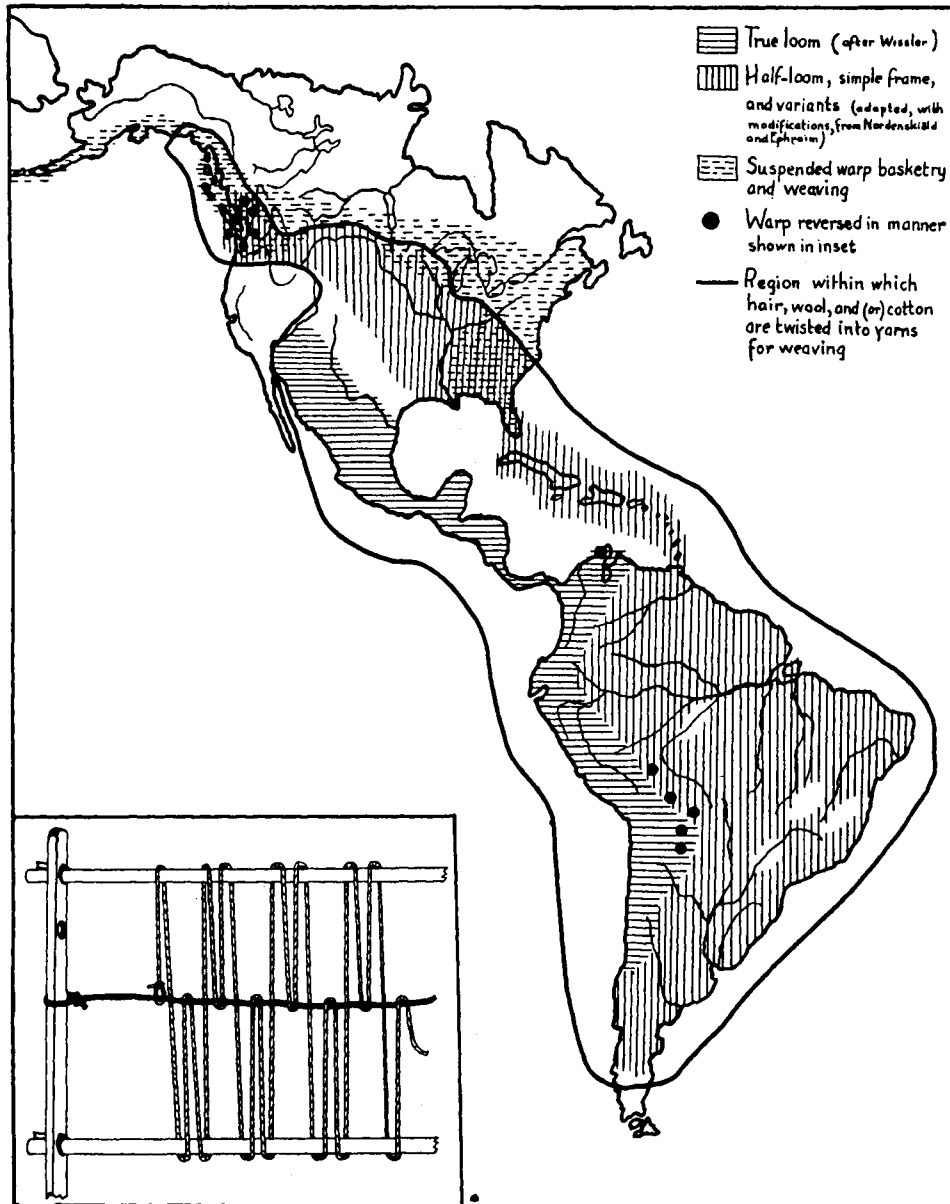 True loom (after Wissler)
Half-loom, simple frame,
and variants (adapted, with
modifications, from Nordenskiöld
and Ephraim)
Suspended warp basketry
and weaving
Warp reversed in manner
shown in inset
Region within which
hair, wool, and (or) cotton
are twisted into yarns
for weaving